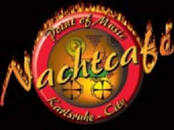 Point of Music
Nachtcafé
Karlsruhe - City